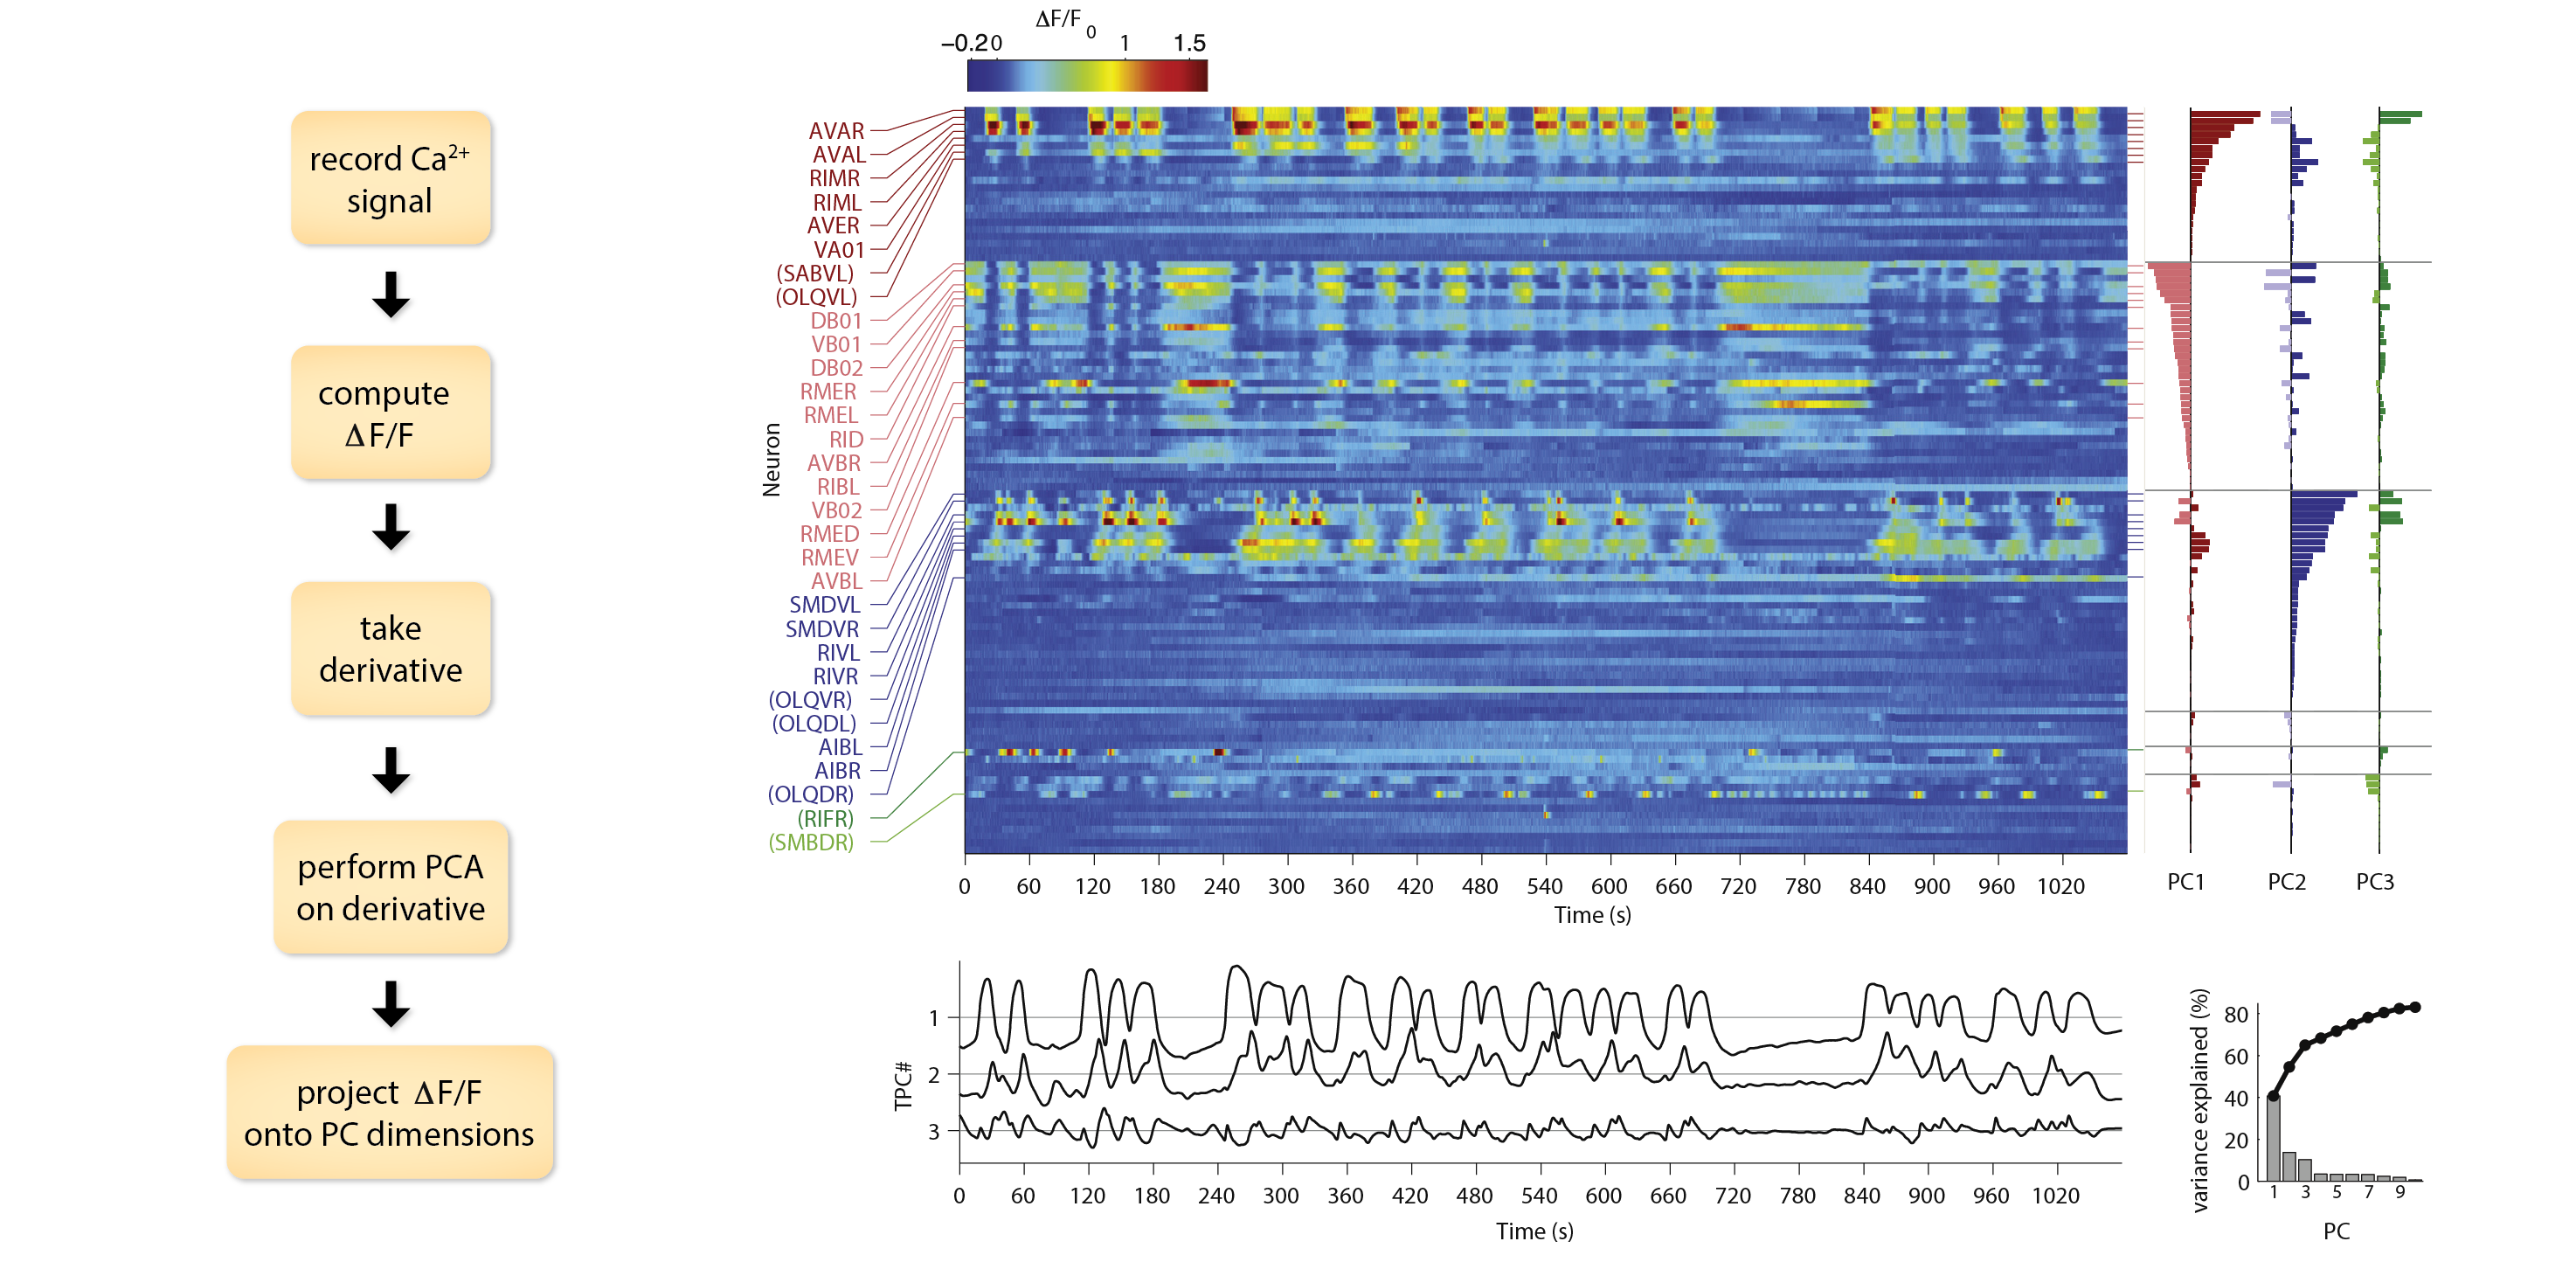 record Ca²⁺
signal
compute
ΔF/F
take
derivative
perform PCA
on derivative
project ΔF/F
onto PC dimensions
ΔF/F₀
−0.2 0 1 1.5
Neuron
AVAR
AVAL
RIMR
RIML
AVER
VA01
(SABVL)
(OLQVL)
DB01
VB01
DB02
RMER
RMEL
RID
AVBR
RIBL
VB02
RMED
RMEV
AVBL
SMDVL
SMDVR
RIVL
RIVR
(OLQVR)
(OLQDL)
AIBL
AIBR
(OLQDR)
(RIFR)
(SMBDR)
0 60 120 180 240 300 360 420 480 540 600 660 720 780 840 900 960 1020
Time (s)
PC1 PC2 PC3
TPC#
1
2
3
0 60 120 180 240 300 360 420 480 540 600 660 720 780 840 900 960 1020
Time (s)
variance explained (%)
80
60
40
20
0
1 3 5 7 9
PC